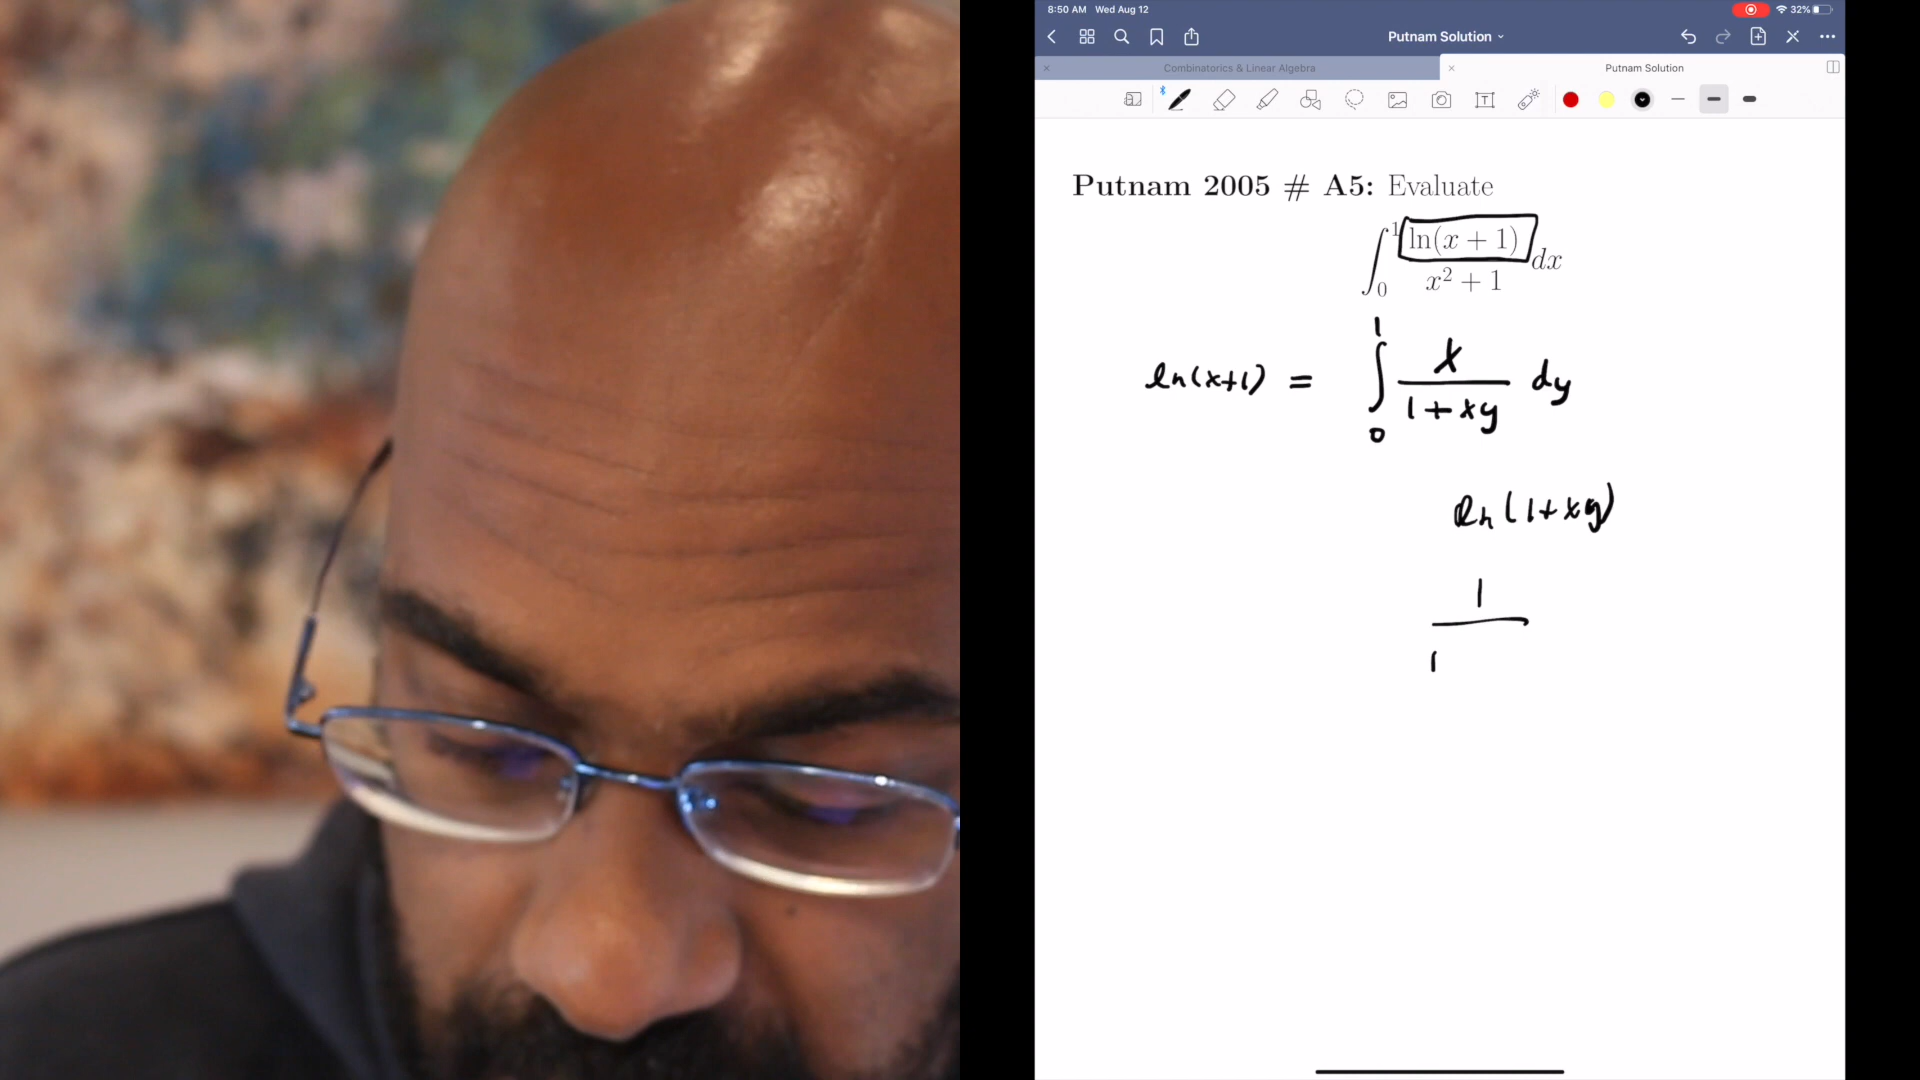 8:50 AM Wed Aug 12
32%
Putnam Solution
Combinatorics & Linear Algebra
Putnam Solution
Putnam 2005 # A5: Evaluate
∫₀¹ ln(x + 1) / (x² + 1) dx
ln(x+1) = ∫₀¹ x / (1+xy) dy
ln(1+xy)
1
1